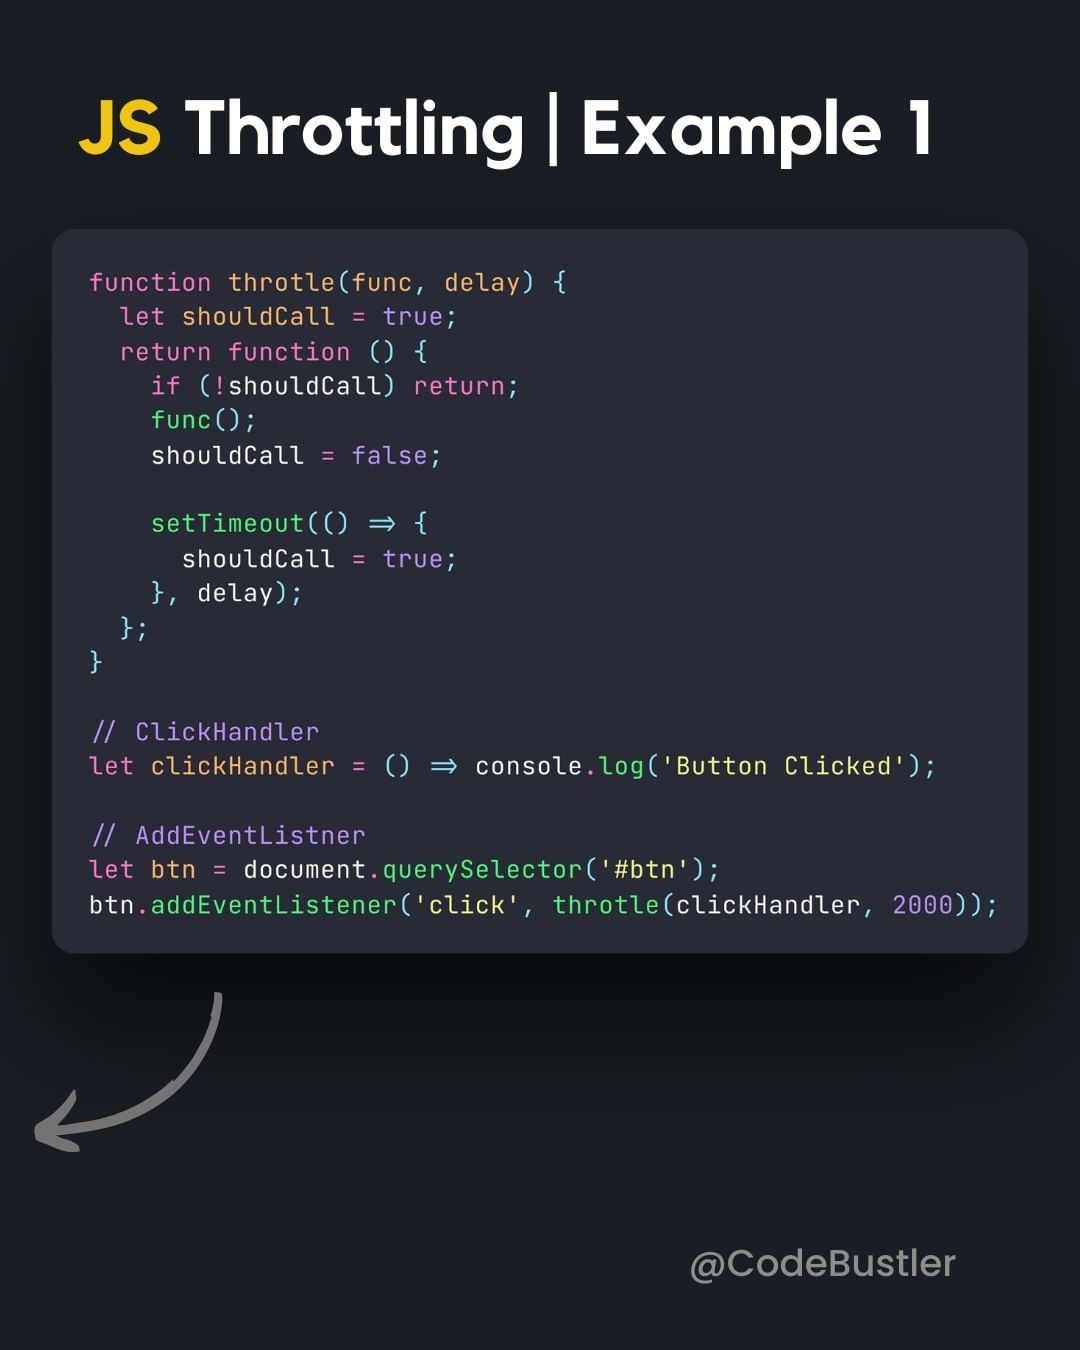 JS Throttling | Example 1
function throtle(func, delay) {
  let shouldCall = true;
  return function () {
    if (!shouldCall) return;
    func();
    shouldCall = false;

    setTimeout(() => {
      shouldCall = true;
    }, delay);
  };
}

// ClickHandler
let clickHandler = () => console.log('Button Clicked');

// AddEventListner
let btn = document.querySelector('#btn');
btn.addEventListener('click', throtle(clickHandler, 2000));
@CodeBustler